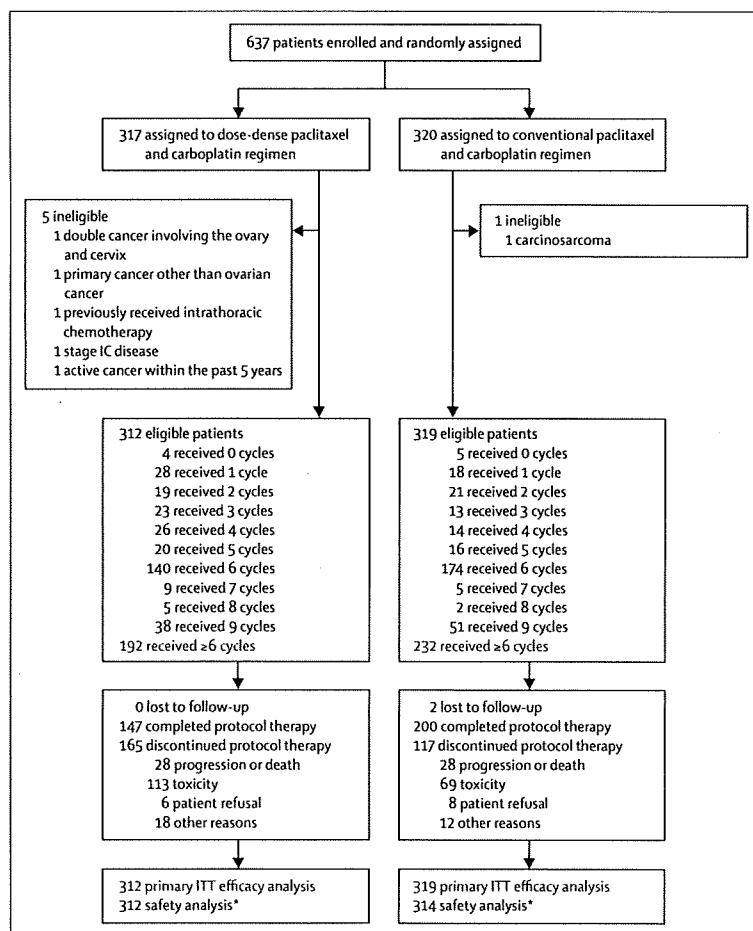 637 patients enrolled and randomly assigned
317 assigned to dose-dense paclitaxel
and carboplatin regimen
320 assigned to conventional paclitaxel
and carboplatin regimen
5 ineligible
1 double cancer involving the ovary
and cervix
1 primary cancer other than ovarian
cancer
1 previously received intrathoracic
chemotherapy
1 stage IC disease
1 active cancer within the past 5 years
1 ineligible
1 carcinosarcoma
312 eligible patients
4 received 0 cycles
28 received 1 cycle
19 received 2 cycles
23 received 3 cycles
26 received 4 cycles
20 received 5 cycles
140 received 6 cycles
9 received 7 cycles
5 received 8 cycles
38 received 9 cycles
192 received ≥6 cycles
319 eligible patients
5 received 0 cycles
18 received 1 cycle
21 received 2 cycles
13 received 3 cycles
14 received 4 cycles
16 received 5 cycles
174 received 6 cycles
5 received 7 cycles
2 received 8 cycles
51 received 9 cycles
232 received ≥6 cycles
0 lost to follow-up
147 completed protocol therapy
165 discontinued protocol therapy
28 progression or death
113 toxicity
6 patient refusal
18 other reasons
2 lost to follow-up
200 completed protocol therapy
117 discontinued protocol therapy
28 progression or death
69 toxicity
8 patient refusal
12 other reasons
312 primary ITT efficacy analysis
312 safety analysis*
319 primary ITT efficacy analysis
314 safety analysis*